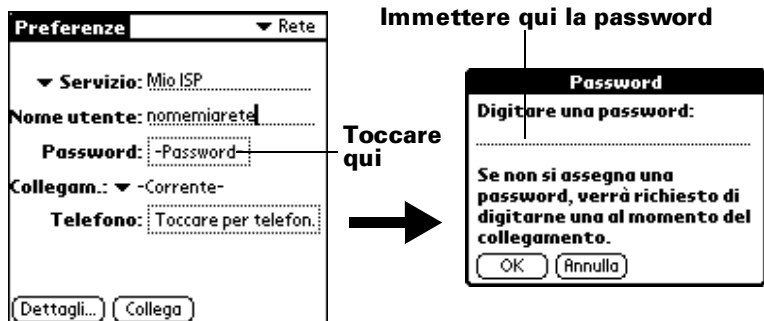 Immettere qui la password
Preferenze ▼ Rete
▼ Servizio: Mio ISP
Nome utente: nomemiarete
Password: -Password-
Toccare
qui
Collegam.: ▼ -Corrente-
Telefono: Toccare per telefon.
Dettagli... Collega
Password
Digitare una password:
Se non si assegna una
password, verrà richiesto di
digitarne una al momento del
collegamento.
OK Annulla